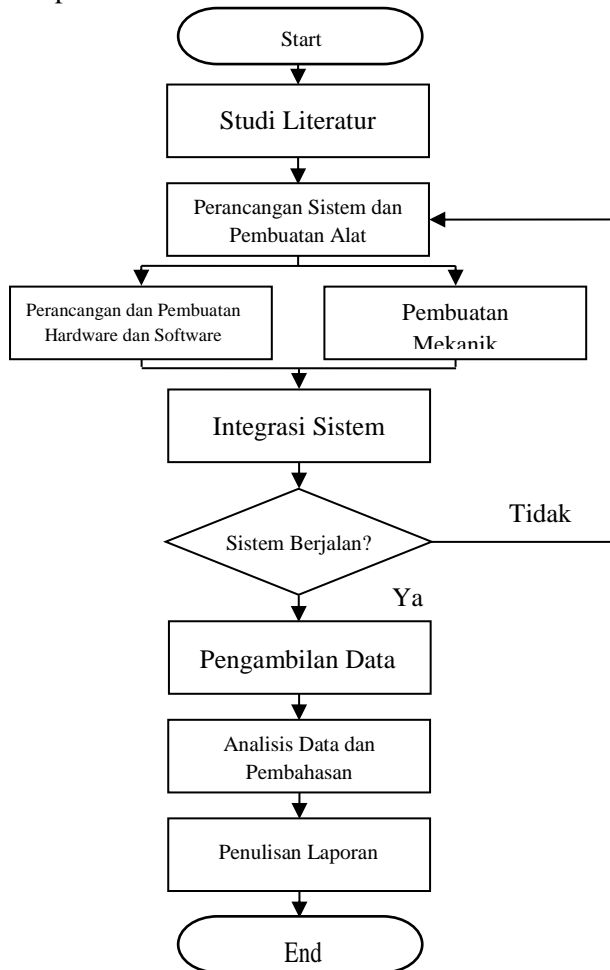 Start
Studi Literatur
Perancangan Sistem dan
Pembuatan Alat
Perancangan dan Pembuatan
Hardware dan Software
Pembuatan
Mekanik
Integrasi Sistem
Sistem Berjalan?
Tidak
Ya
Pengambilan Data
Analisis Data dan
Pembahasan
Penulisan Laporan
End